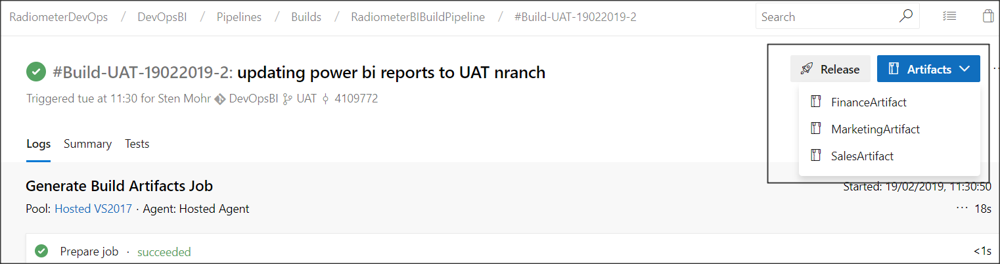 RadiometerDevOps / DevOpsBI / Pipelines / Builds / RadiometerBIBuildPipeline / #Build-UAT-19022019-2 Search
#Build-UAT-19022019-2: updating power bi reports to UAT nranch
Release Artifacts
Triggered tue at 11:30 for Sten Mohr DevOpsBI UAT 4109772
FinanceArtifact
MarketingArtifact
SalesArtifact
Logs Summary Tests
Generate Build Artifacts Job
Started: 19/02/2019, 11:30:50
Pool: Hosted VS2017 · Agent: Hosted Agent
··· 18s
Prepare job · succeeded
<1s